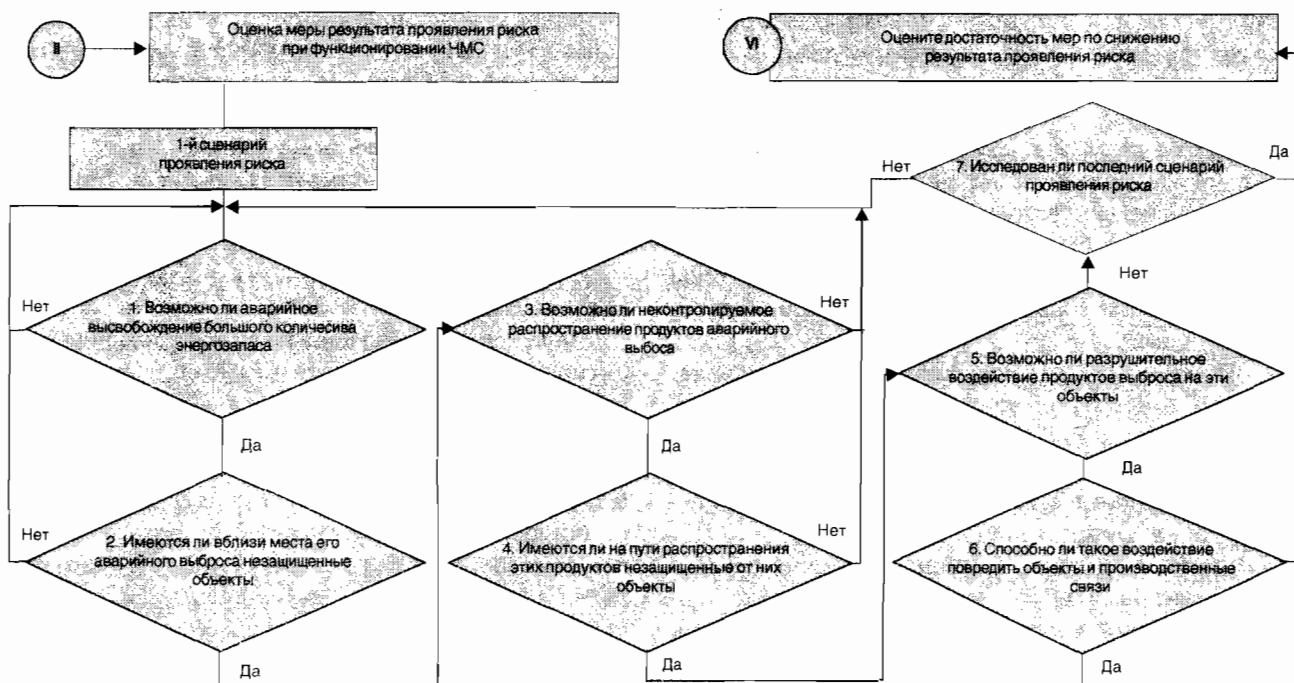 II
Оценка меры результата проявления риска
при функционировании ЧМС
VI
Оцените достаточность мер по снижению
результата проявления риска
1-й сценарий
проявления риска
Нет
7. Исследован ли последний сценарий
проявления риска
Да
Нет
1. Возможно ли аварийное
высвобождение большого количесива
энергозапаса
Да
3. Возможно ли неконтролируемое
распространение продуктов аварийного
выбоса
Нет
Да
Нет
5. Возможно ли разрушительное
воздействие продуктов выброса на эти
объекты
Да
Нет
2. Имеются ли вблизи места его
аварийного выброса незащищенные
объекты
Да
4. Имеются ли на пути распространения
этих продуктов незащищенные от них
объекты
Нет
Да
6. Способно ли такое воздействие
повредить объекты и производственные
связи
Да